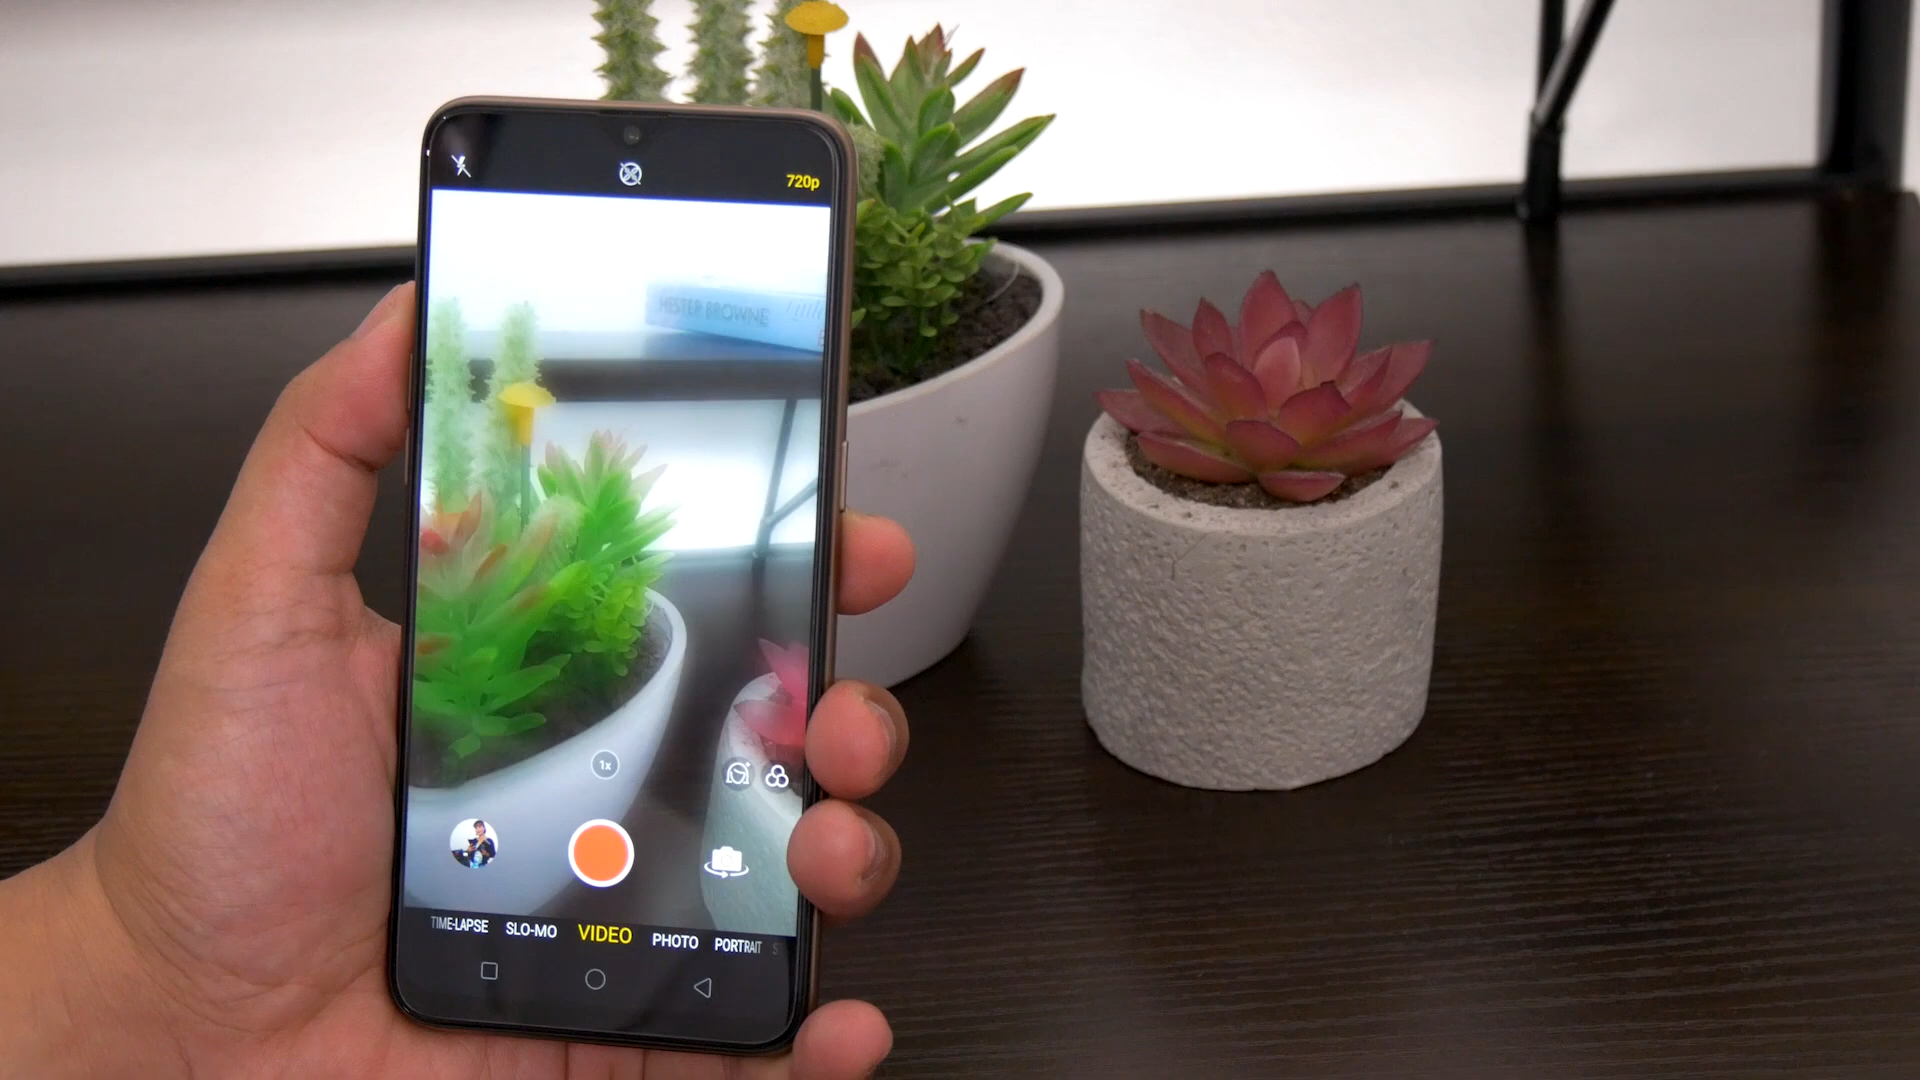 720p
HESTER BROWNE
1x
TIME-LAPSE SLO-MO VIDEO PHOTO PORTRAIT